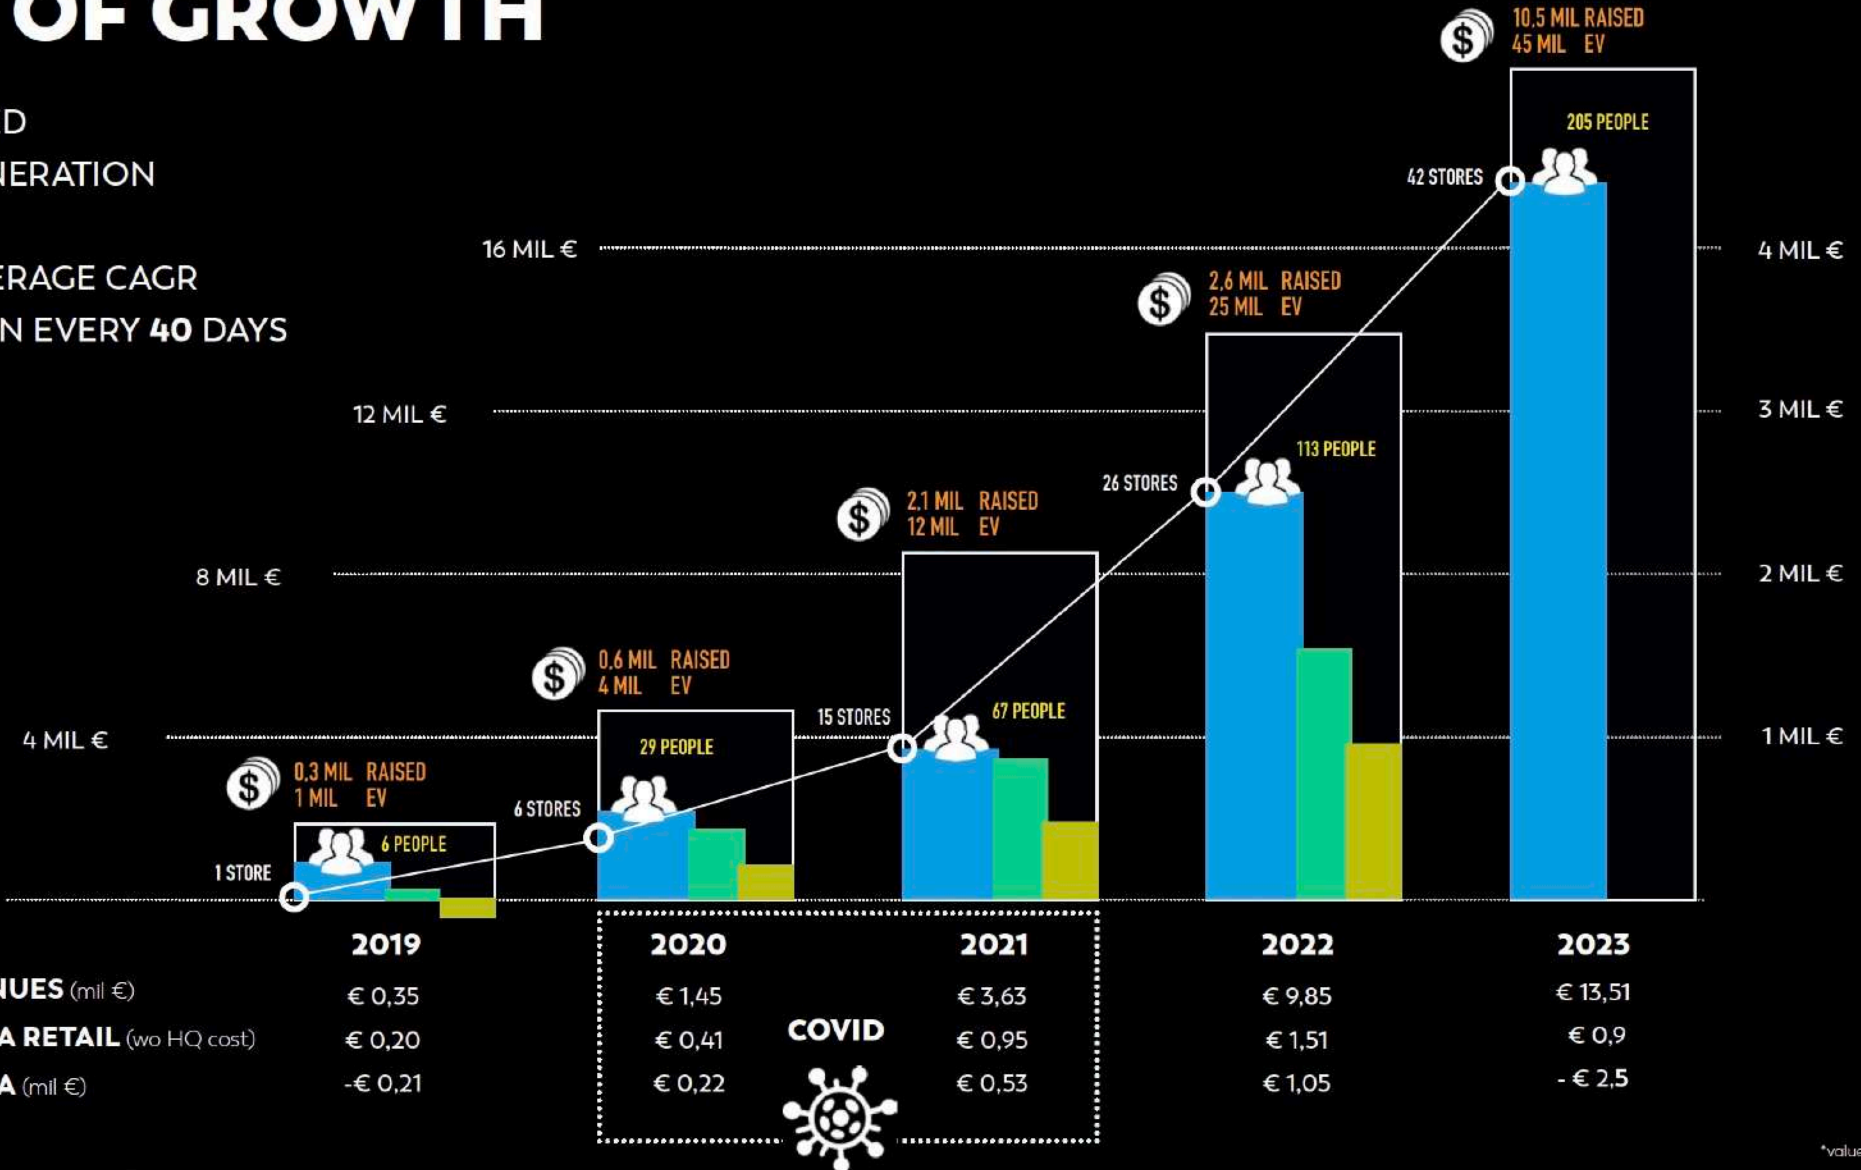 OF GROWTH
D
NERATION
ERAGE CAGR
N EVERY 40 DAYS
10,5 MIL RAISED
45 MIL EV
205 PEOPLE
42 STORES
16 MIL €
4 MIL €
2,6 MIL RAISED
25 MIL EV
12 MIL €
3 MIL €
113 PEOPLE
26 STORES
2,1 MIL RAISED
12 MIL EV
8 MIL €
2 MIL €
0,6 MIL RAISED
4 MIL EV
67 PEOPLE
15 STORES
29 PEOPLE
4 MIL €
1 MIL €
0,3 MIL RAISED
1 MIL EV
6 STORES
6 PEOPLE
1 STORE
2019 2020 2021 2022 2023
NUES (mil €) € 0,35 € 1,45 € 3,63 € 9,85 € 13,51
A RETAIL (wo HQ cost) € 0,20 € 0,41 € 0,95 € 1,51 € 0,9
A (mil €) -€ 0,21 € 0,22 € 0,53 € 1,05 - € 2,5
COVID
*value